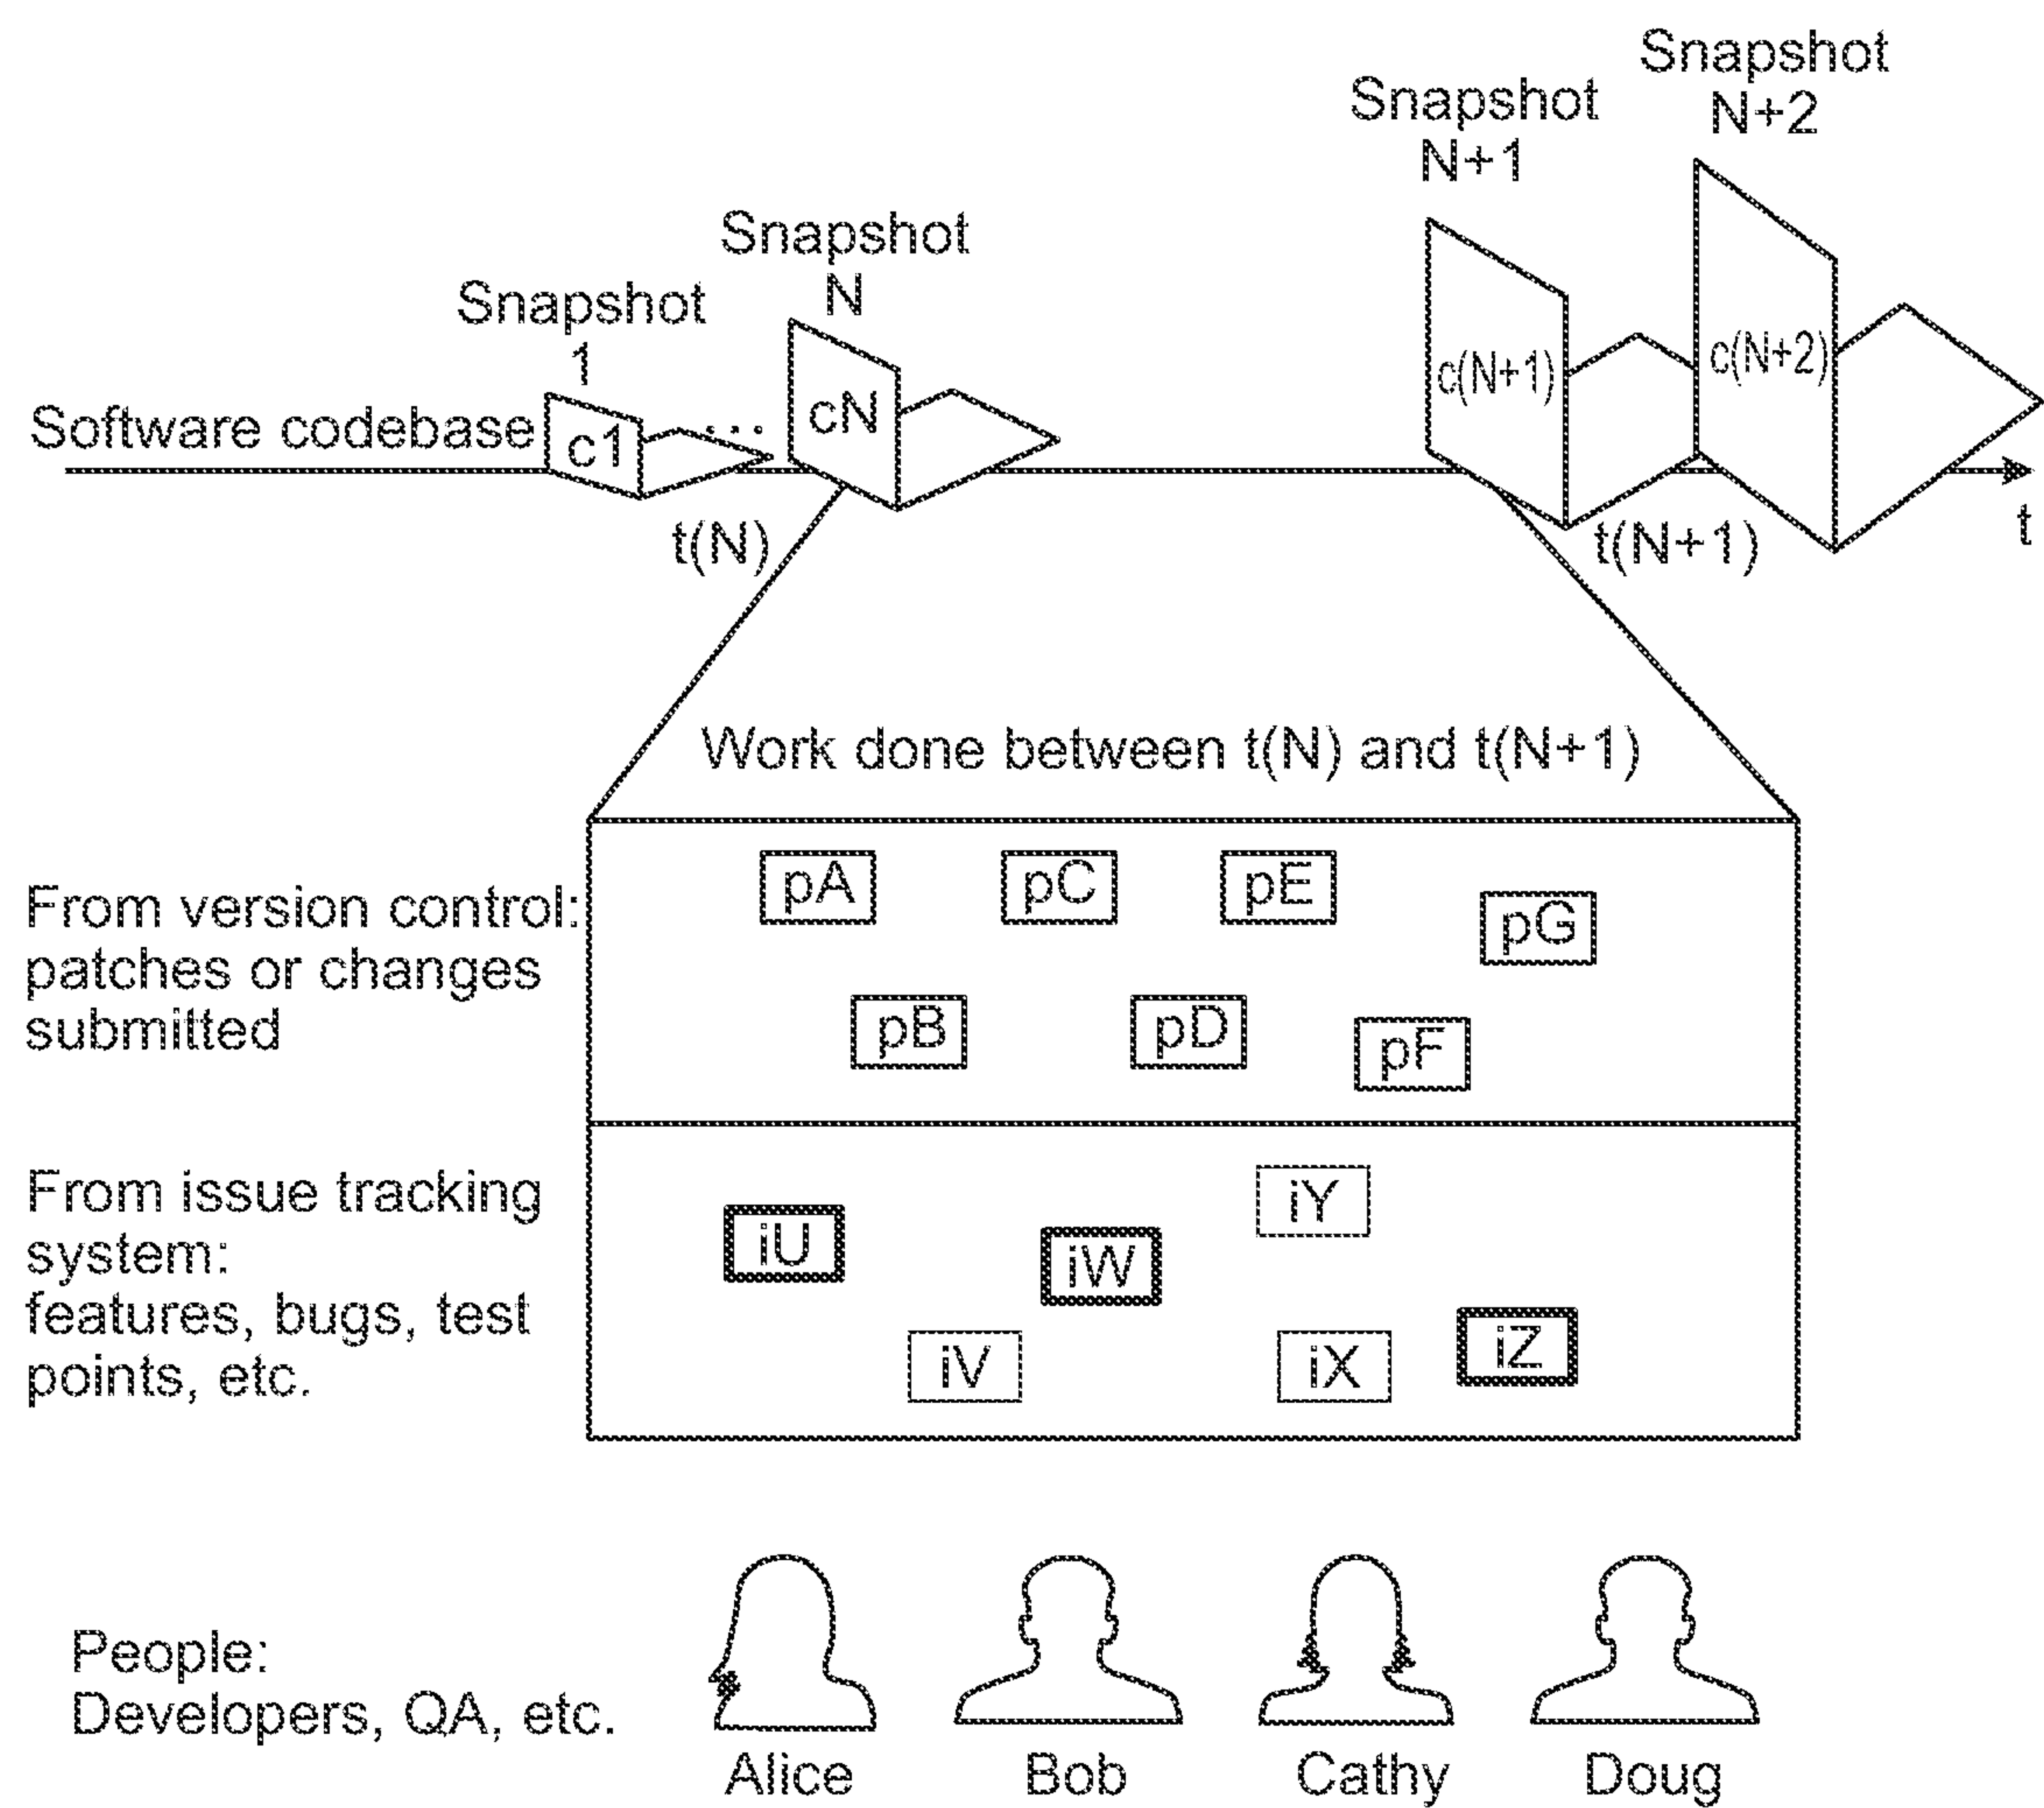 Snapshot
N+2
Snapshot
N+1
Snapshot
N
Snapshot
1
Software codebase
c1
...
cN
c(N+1)
c(N+2)
t(N)
t(N+1)
t
Work done between t(N) and t(N+1)
From version control:
patches or changes
submitted
pA
pC
pE
pG
pB
pD
pF
From issue tracking
system:
features, bugs, test
points, etc.
iY
iU
iW
iV
iX
iZ
People:
Developers, QA, etc.
Alice
Bob
Cathy
Doug